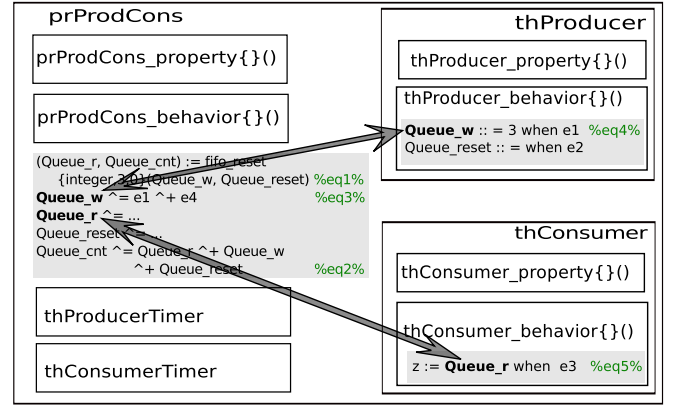 prProdCons
prProdCons_property{}()
prProdCons_behavior{}()
(Queue_r, Queue_cnt) := fifo_reset
{integer,3,0}(Queue_w, Queue_reset) %eq1%
Queue_w ^= e1 ^+ e4 %eq3%
Queue_r ^= ...
Queue_reset ^= ...
Queue_cnt ^= Queue_r ^+ Queue_w
^+ Queue_reset %eq2%
thProducerTimer
thConsumerTimer
thProducer
thProducer_property{}()
thProducer_behavior{}()
Queue_w :: = 3 when e1 %eq4%
Queue_reset :: = when e2
thConsumer
thConsumer_property{}()
thConsumer_behavior{}()
z := Queue_r when e3 %eq5%